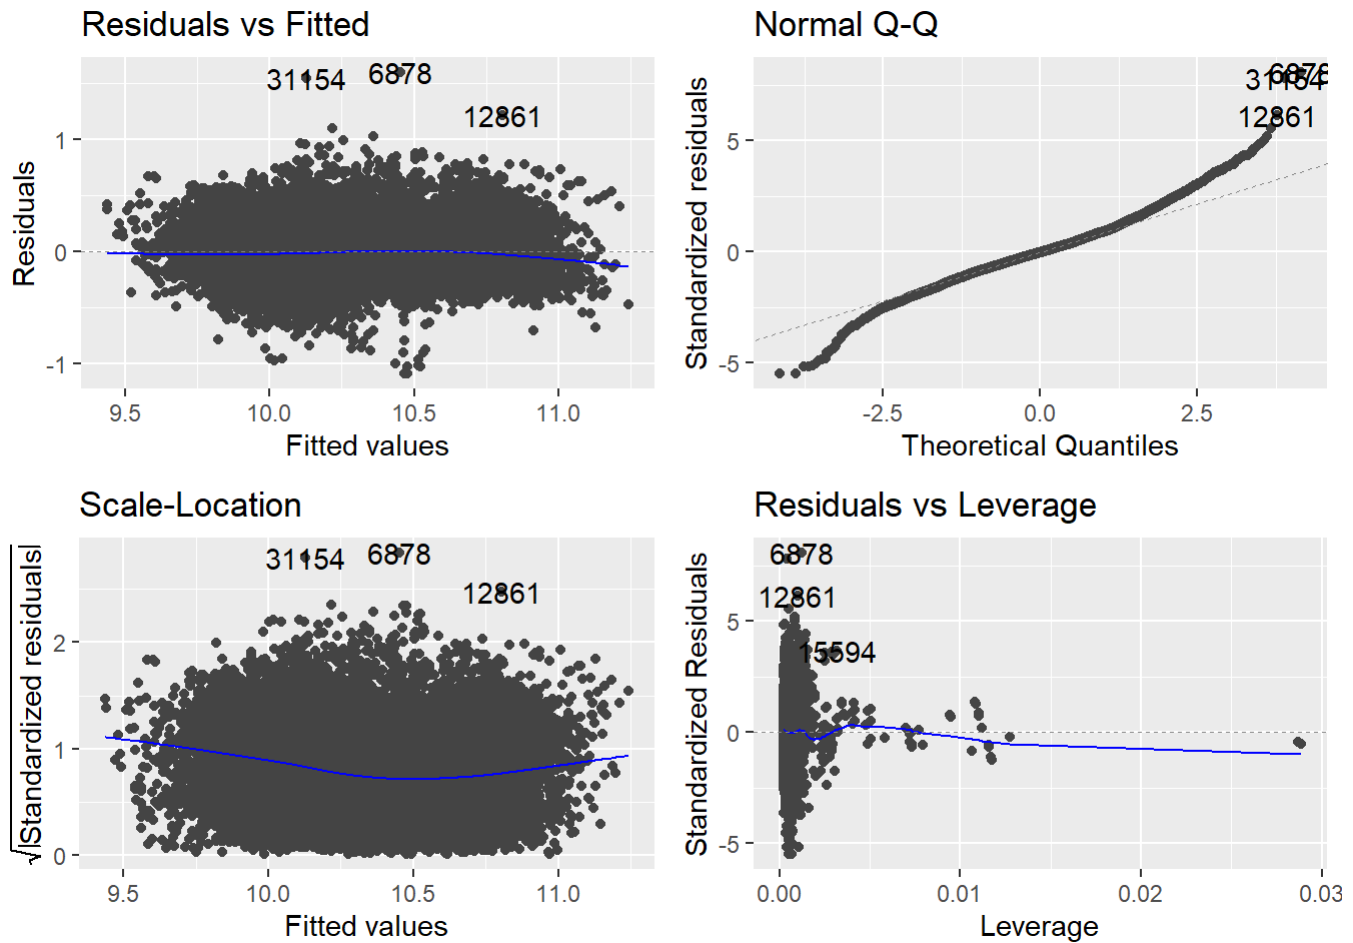 Residuals vs Fitted
Residuals
1
0
-1
31154
6878
12861
9.5 10.0 10.5 11.0
Fitted values
Normal Q-Q
Standardized residuals
5
0
-5
6878
31154
12861
-2.5 0.0 2.5
Theoretical Quantiles
Scale-Location
√|Standardized residuals|
2
1
0
31154
6878
12861
9.5 10.0 10.5 11.0
Fitted values
Residuals vs Leverage
Standardized Residuals
5
0
-5
6878
12861
15594
0.00 0.01 0.02 0.03
Leverage